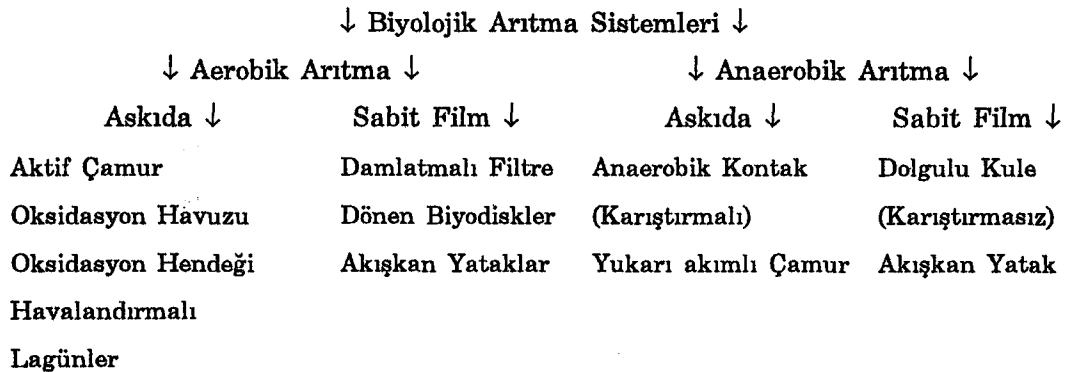 ↓ Biyolojik Arıtma Sistemleri ↓
↓ Aerobik Arıtma ↓ ↓ Anaerobik Arıtma ↓
Askıda ↓ Sabit Film ↓ Askıda ↓ Sabit Film ↓
Aktif Çamur Damlatmalı Filtre Anaerobik Kontak Dolgulu Kule
Oksidasyon Havuzu Dönen Biyodiskler (Karıştırmalı) (Karıştırmasız)
Oksidasyon Hendeği Akışkan Yataklar Yukarı akımlı Çamur Akışkan Yatak
Havalandırmalı
Lagünler